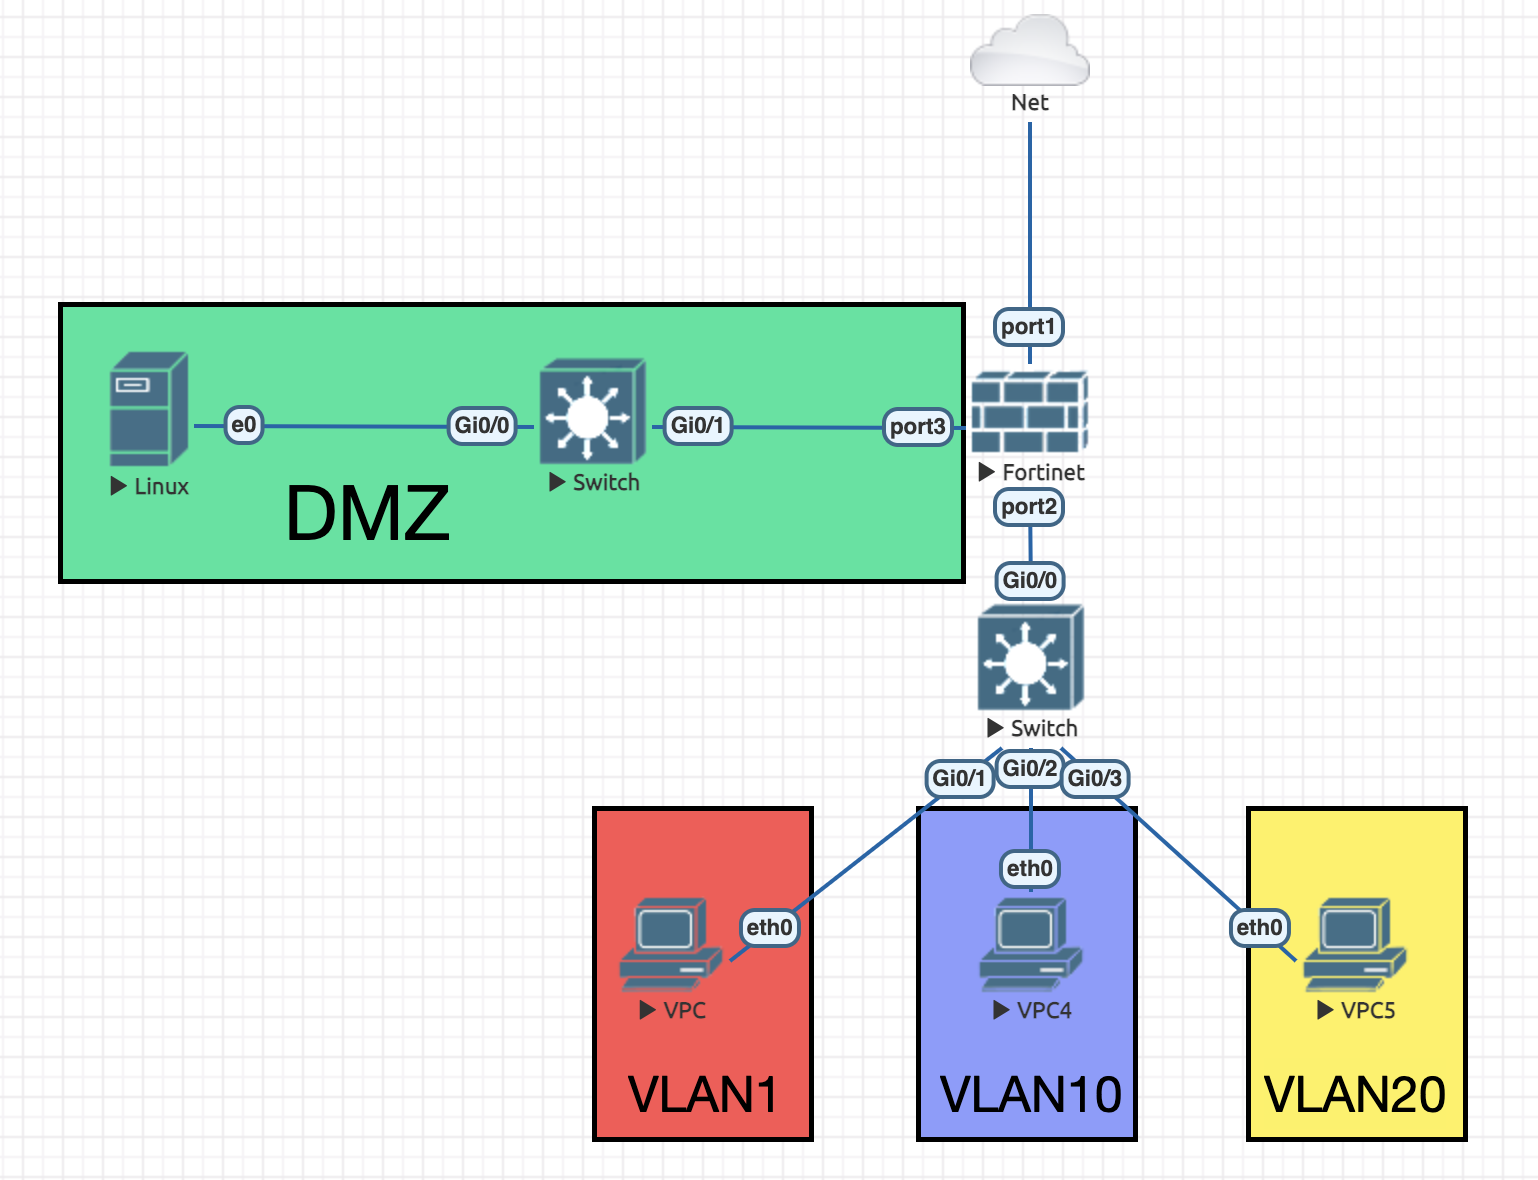 Net
port1
e0
Gi0/0
Gi0/1
port3
Linux
Switch
Fortinet
DMZ
port2
Gi0/0
Switch
Gi0/1
Gi0/2
Gi0/3
eth0
eth0
eth0
VPC
VPC4
VPC5
VLAN1
VLAN10
VLAN20